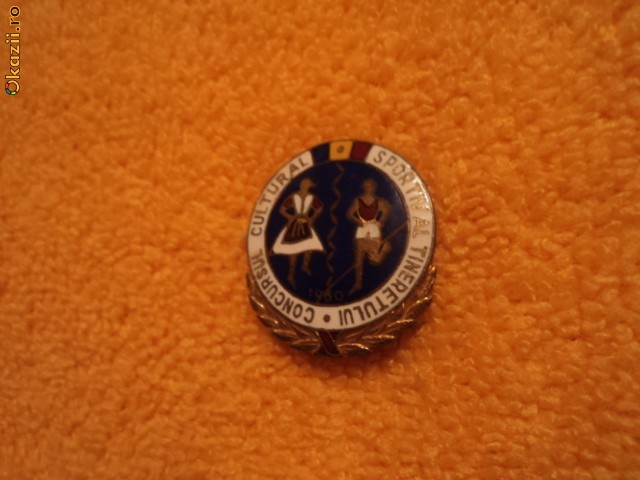 Okazii.ro
CONCURSUL CULTURAL SPORTIV AL TINERETULUI
1960